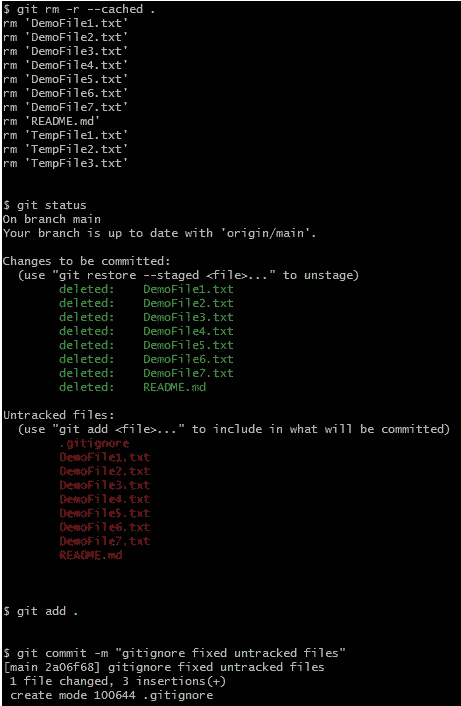 $ git rm -r --cached .
rm 'DemoFile1.txt'
rm 'DemoFile2.txt'
rm 'DemoFile3.txt'
rm 'DemoFile4.txt'
rm 'DemoFile5.txt'
rm 'DemoFile6.txt'
rm 'DemoFile7.txt'
rm 'README.md'
rm 'TempFile1.txt'
rm 'TempFile2.txt'
rm 'TempFile3.txt'
$ git status
On branch main
Your branch is up to date with 'origin/main'.
Changes to be committed:
(use "git restore --staged <file>..." to unstage)
deleted: DemoFile1.txt
deleted: DemoFile2.txt
deleted: DemoFile3.txt
deleted: DemoFile4.txt
deleted: DemoFile5.txt
deleted: DemoFile6.txt
deleted: DemoFile7.txt
deleted: README.md
Untracked files:
(use "git add <file>..." to include in what will be committed)
.gitignore
DemoFile1.txt
DemoFile2.txt
DemoFile3.txt
DemoFile4.txt
DemoFile5.txt
DemoFile6.txt
DemoFile7.txt
README.md
$ git add .
$ git commit -m "gitignore fixed untracked files"
[main 2a06f68] gitignore fixed untracked files
1 file changed, 3 insertions(+)
create mode 100644 .gitignore